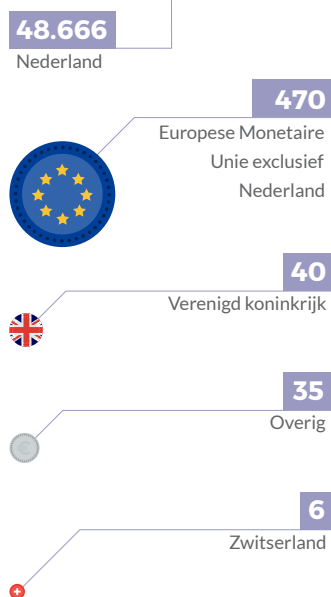 48.666
Nederland
470
Europese Monetaire
Unie exclusief
Nederland
40
Verenigd koninkrijk
35
Overig
6
Zwitserland